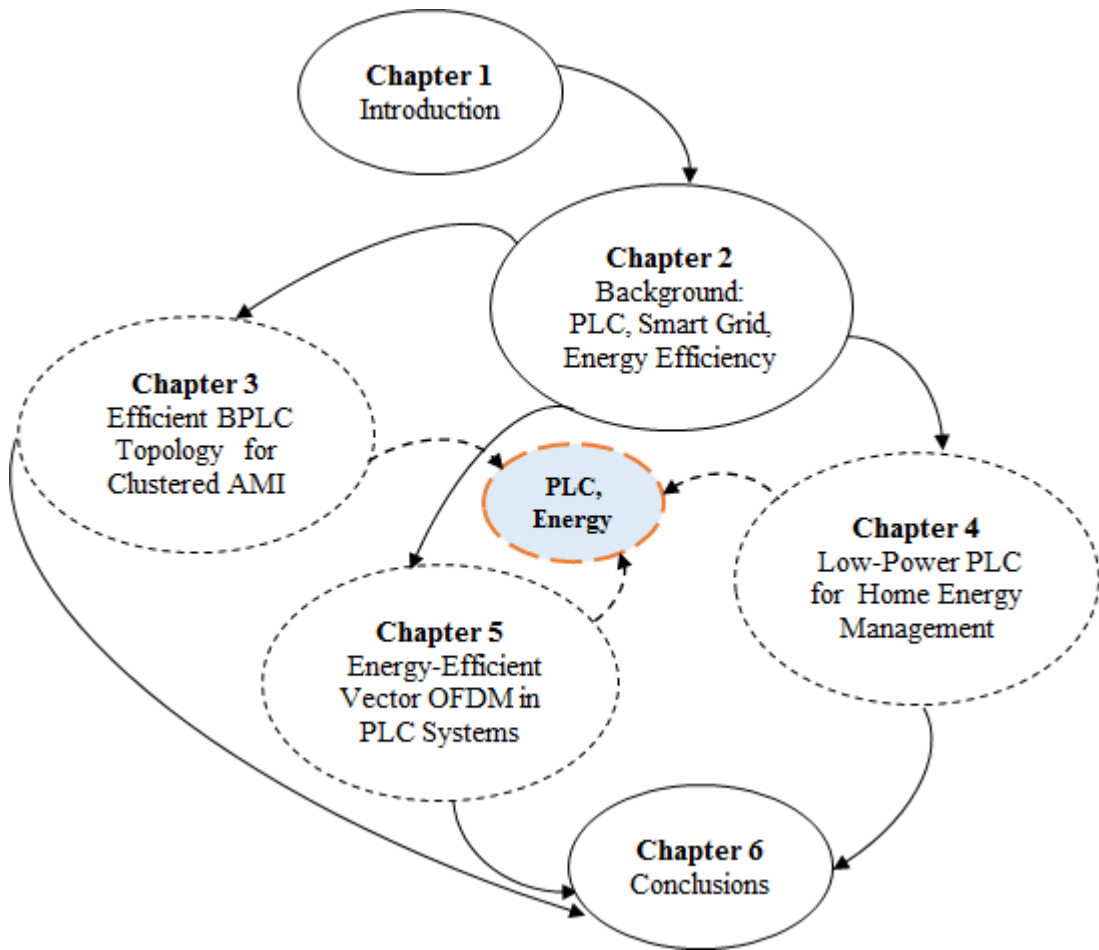 Chapter 1
Introduction
Chapter 2
Background:
PLC, Smart Grid,
Energy Efficiency
Chapter 3
Efficient BPLC
Topology for
Clustered AMI
PLC,
Energy
Chapter 4
Low-Power PLC
for Home Energy
Management
Chapter 5
Energy-Efficient
Vector OFDM in
PLC Systems
Chapter 6
Conclusions